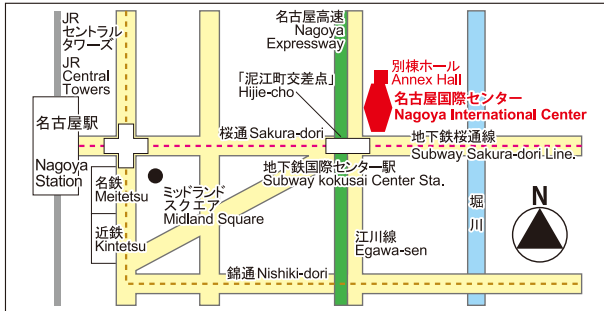 JR
セントラル
タワーズ
JR
Central
Towers
名古屋駅
Nagoya
Station
名鉄
Meitetsu
近鉄
Kintetsu
ミッドランド
スクエア
Midland Square
桜通 Sakura-dori
名古屋高速
Nagoya
Expressway
「泥江町交差点」
Hijie-cho
別棟ホール
Annex Hall
名古屋国際センター
Nagoya International Center
地下鉄桜通線
Subway Sakura-dori Line.
地下鉄国際センター駅
Subway kokusai Center Sta.
堀川
江川線
Egawa-sen
錦通 Nishiki-dori
N